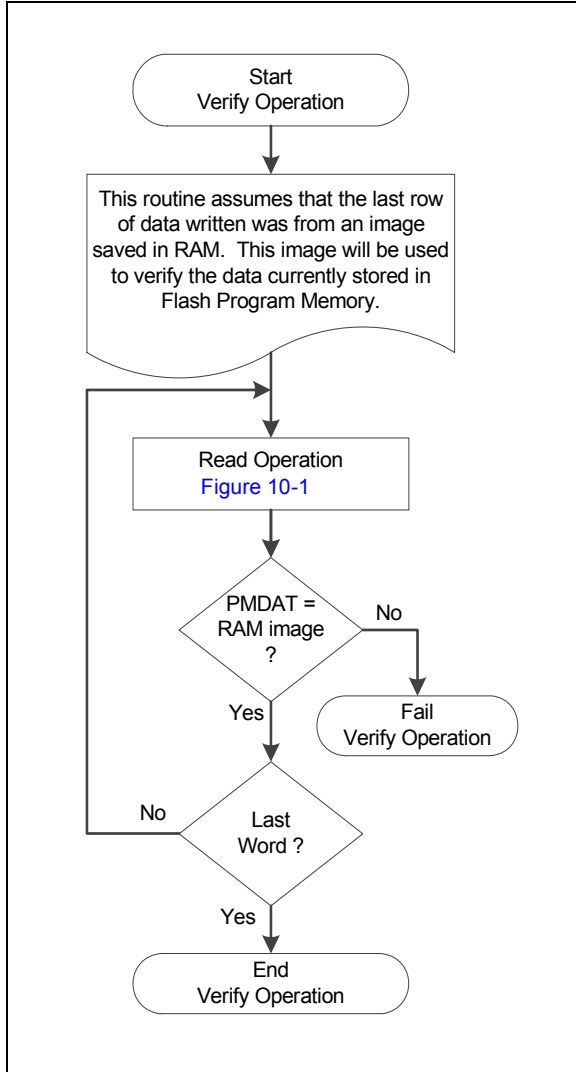 Start
Verify Operation
This routine assumes that the last row
of data written was from an image
saved in RAM.  This image will be used
to verify the data currently stored in
Flash Program Memory.
Read Operation
Figure 10-1
PMDAT =
RAM image
?
No
Yes
Fail
Verify Operation
No
Last
Word ?
Yes
End
Verify Operation